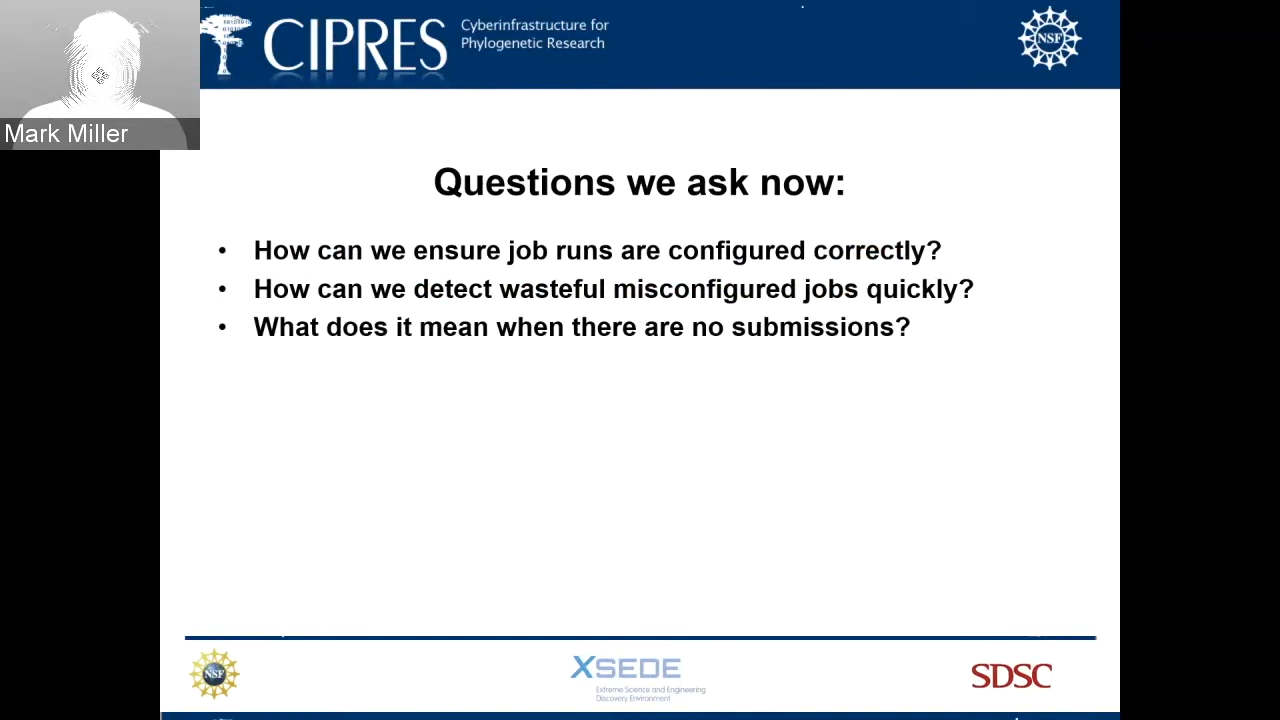 CIPRES
Cyberinfrastructure for
Phylogenetic Research
NSF
Mark Miller
Questions we ask now:
• How can we ensure job runs are configured correctly?
• How can we detect wasteful misconfigured jobs quickly?
• What does it mean when there are no submissions?
NSF
XSEDE
Extreme Science and Engineering
Discovery Environment
SDSC